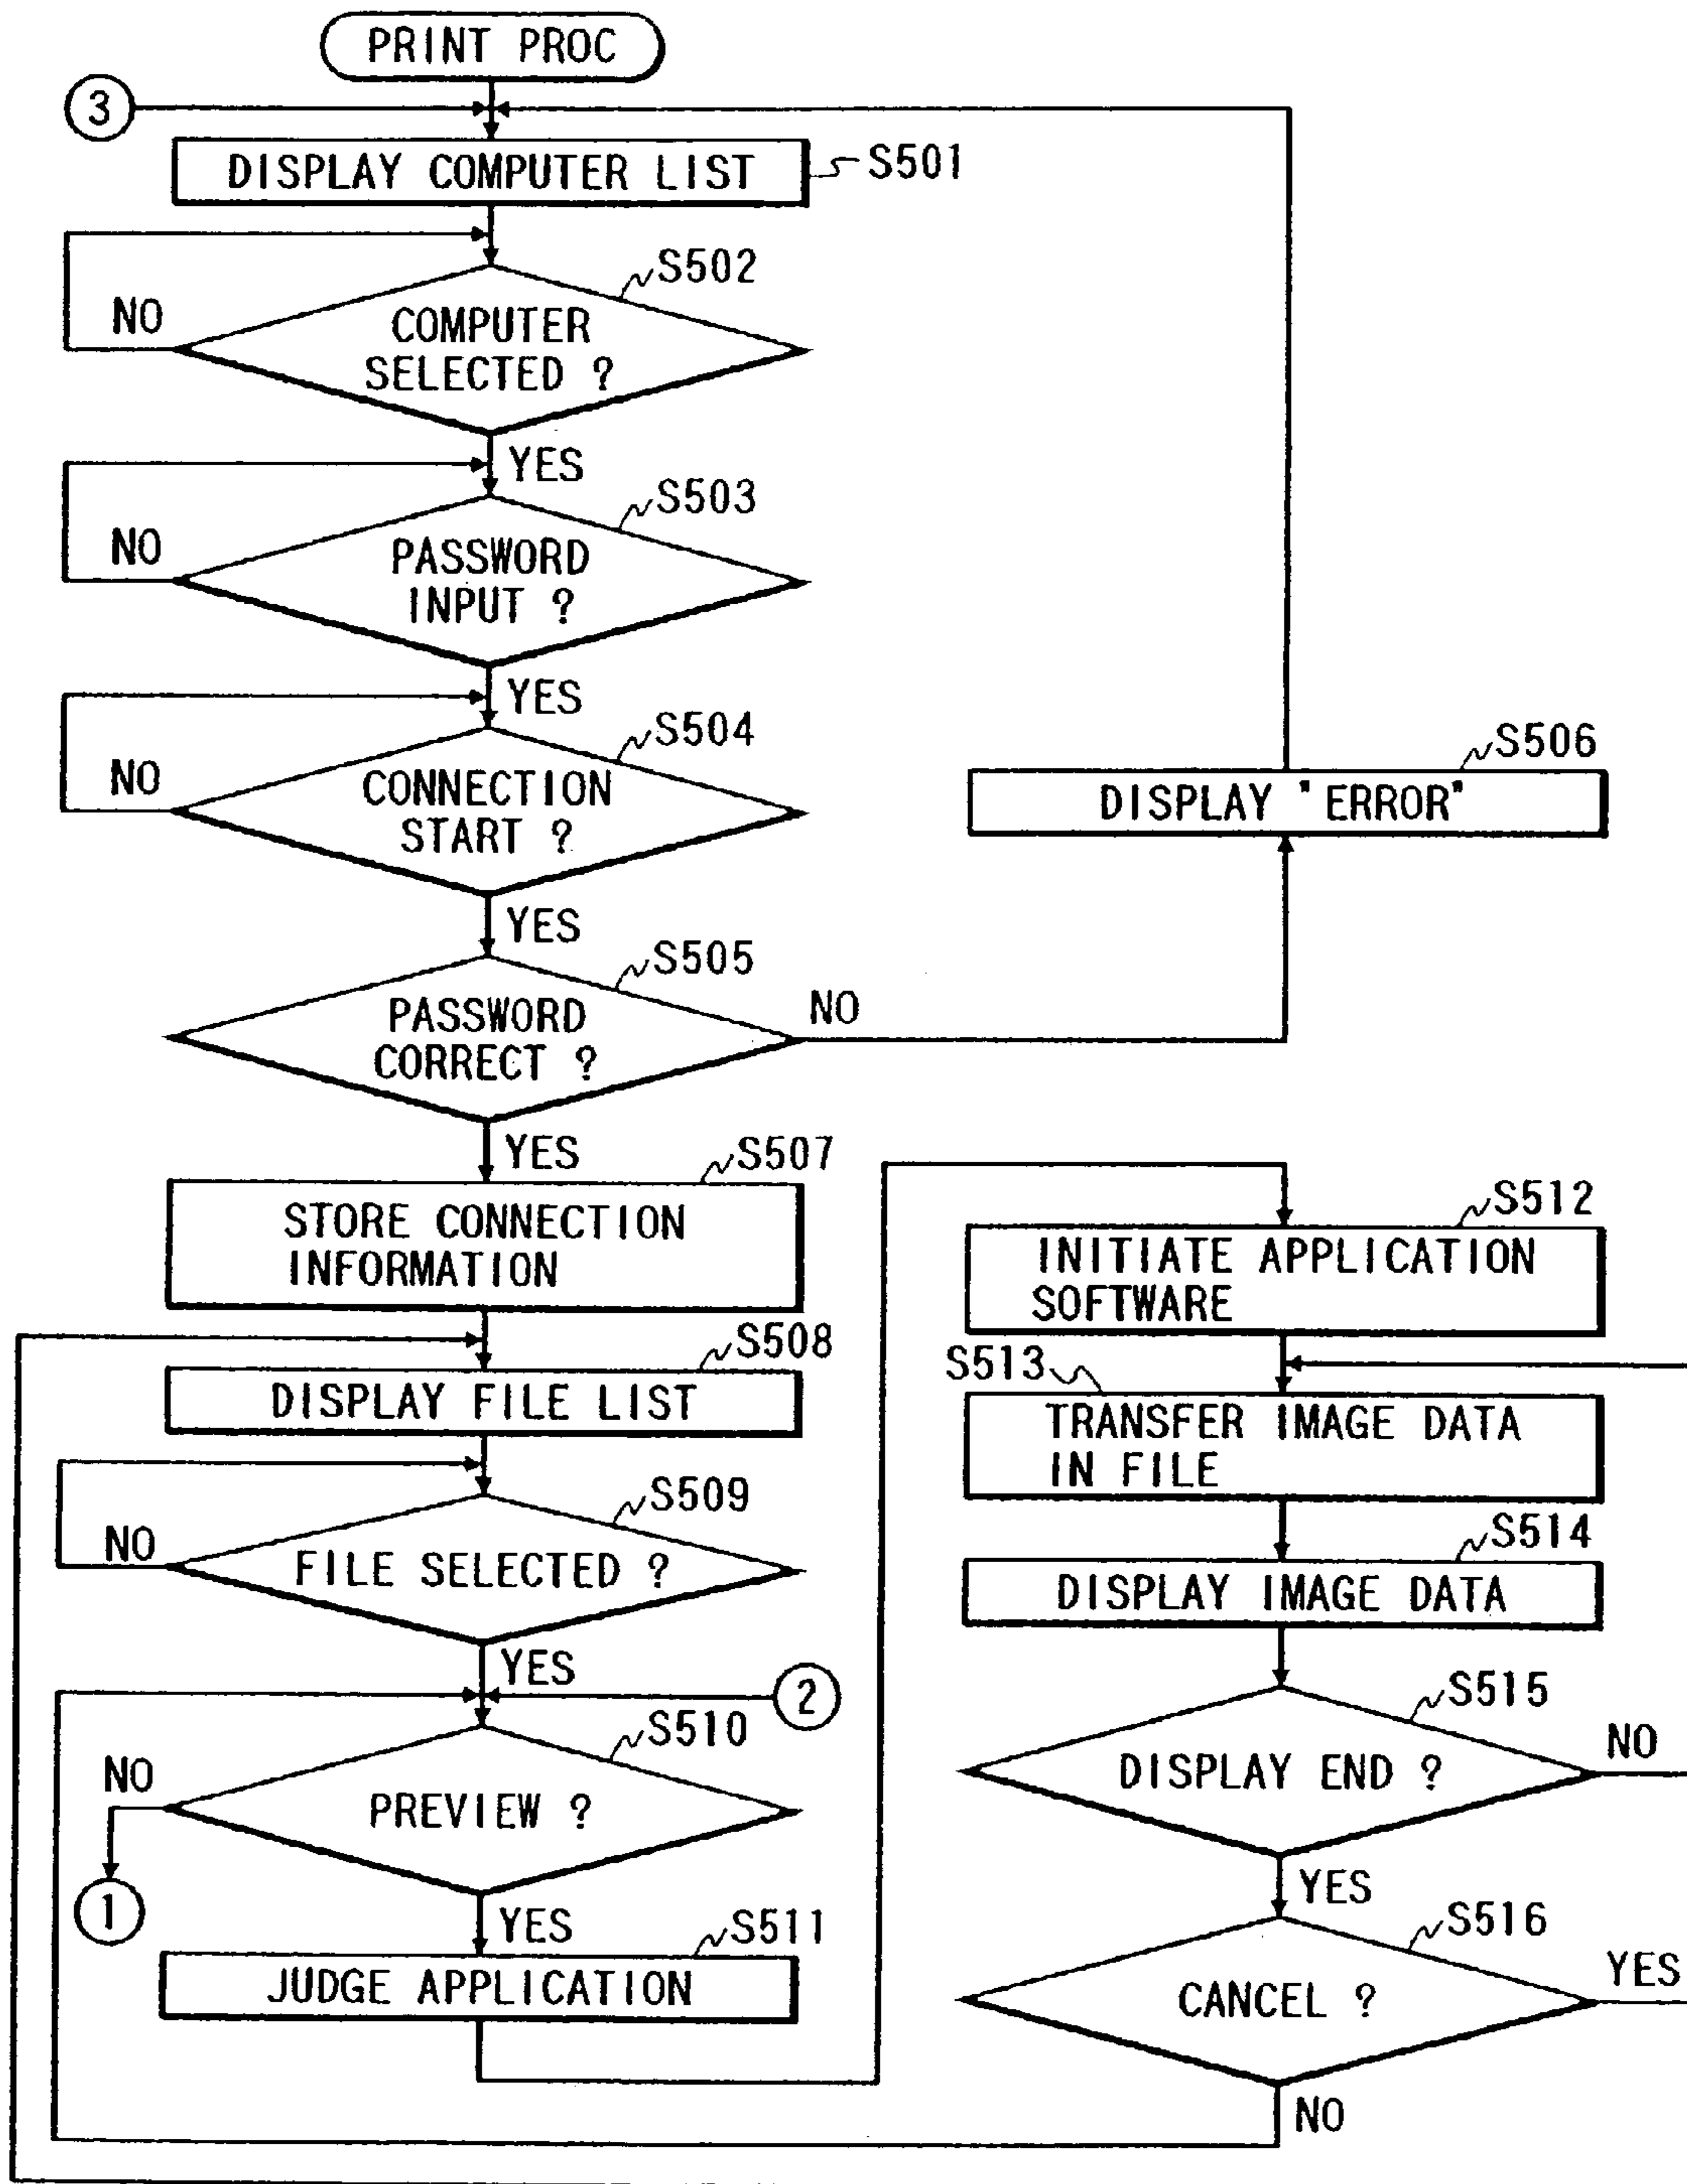 PRINT PROC
3
DISPLAY COMPUTER LIST
S501
S502
NO
COMPUTER
SELECTED ?
YES
S503
NO
PASSWORD
INPUT ?
YES
S504
NO
CONNECTION
START ?
S506
DISPLAY "ERROR"
YES
S505
PASSWORD
CORRECT ?
NO
YES
S507
STORE CONNECTION
INFORMATION
S508
DISPLAY FILE LIST
S509
NO
FILE SELECTED ?
YES
2
S510
NO
PREVIEW ?
1
YES
S511
JUDGE APPLICATION
S512
INITIATE APPLICATION
SOFTWARE
S513
TRANSFER IMAGE DATA
IN FILE
S514
DISPLAY IMAGE DATA
S515
DISPLAY END ?
NO
YES
S516
CANCEL ?
YES
NO